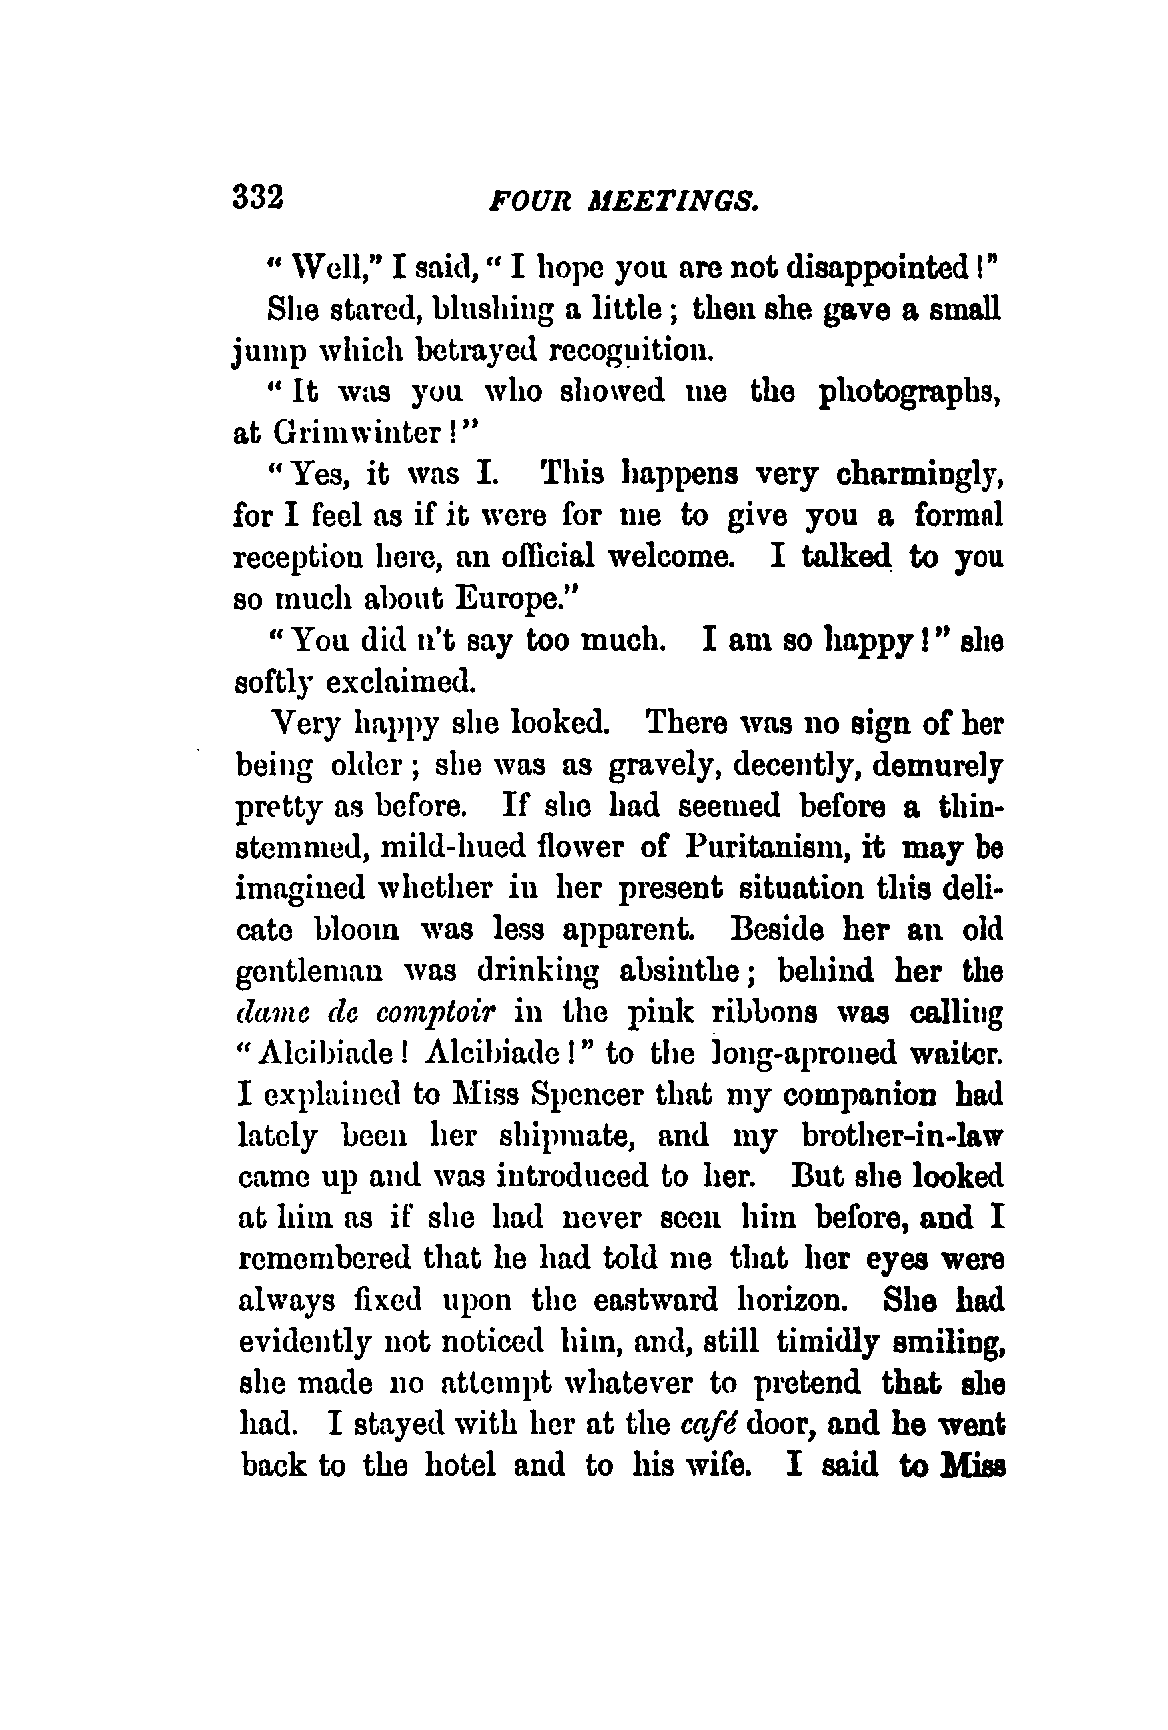 332 FOUR MEETINGS.
" Well," I said, " I hope you are not disappointed !"
She stared, blushing a little ; then she gave a small
jump which betrayed recognition.
" It was you who showed me the photographs,
at Grimwinter ! "
" Yes, it was I. This happens very charmingly,
for I feel as if it were for me to give you a formal
reception here, an official welcome. I talked to you
so much about Europe."
" You did n't say too much. I am so happy ! " she
softly exclaimed.
Very happy she looked. There was no sign of her
being older ; she was as gravely, decently, demurely
pretty as before. If she had seemed before a thin-
stemmed, mild-hued flower of Puritanism, it may be
imagined whether in her present situation this deli-
cate bloom was less apparent. Beside her an old
gentleman was drinking absinthe ; behind her the
dame de comptoir in the pink ribbons was calling
" Alcibiade ! Alcibiade ! " to the long-aproned waiter.
I explained to Miss Spencer that my companion had
lately been her shipmate, and my brother-in-law
came up and was introduced to her. But she looked
at him as if she had never seen him before, and I
remembered that he had told me that her eyes were
always fixed upon the eastward horizon. She had
evidently not noticed him, and, still timidly smiling,
she made no attempt whatever to pretend that she
had. I stayed with her at the café door, and he went
back to the hotel and to his wife. I said to Miss